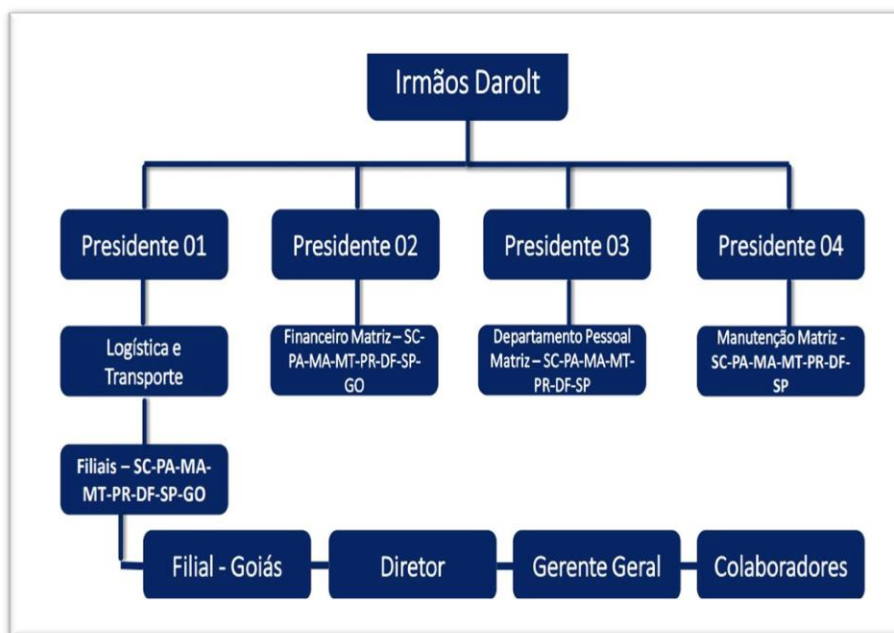 Irmãos Darolt
Presidente 01
Presidente 02
Presidente 03
Presidente 04
Logística e
Transporte
Financeiro Matriz – SC-
PA-MA-MT-PR-DF-SP-
GO
Departamento Pessoal
Matriz – SC-PA-MA-MT-
PR-DF-SP
Manutenção Matriz -
SC-PA-MA-MT-PR-DF-
SP
Filiais – SC-PA-MA-
MT-PR-DF-SP-GO
Filial - Goiás
Diretor
Gerente Geral
Colaboradores